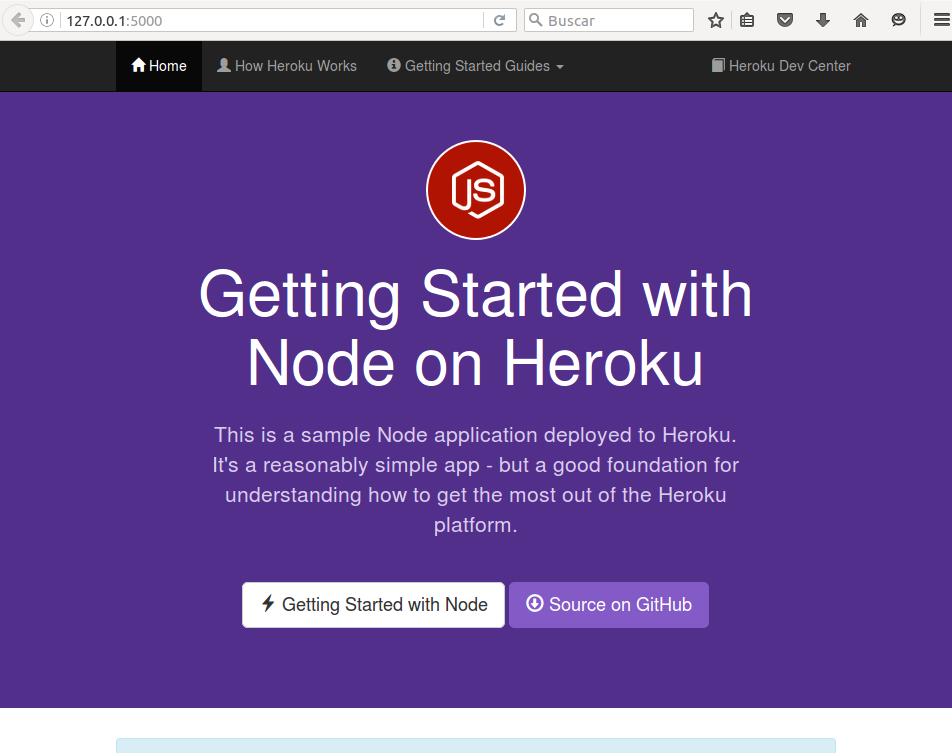 127.0.0.1:5000
Buscar
Home
How Heroku Works
Getting Started Guides
Heroku Dev Center
JS
Getting Started with
Node on Heroku
This is a sample Node application deployed to Heroku.
It's a reasonably simple app - but a good foundation for
understanding how to get the most out of the Heroku
platform.
Getting Started with Node
Source on GitHub